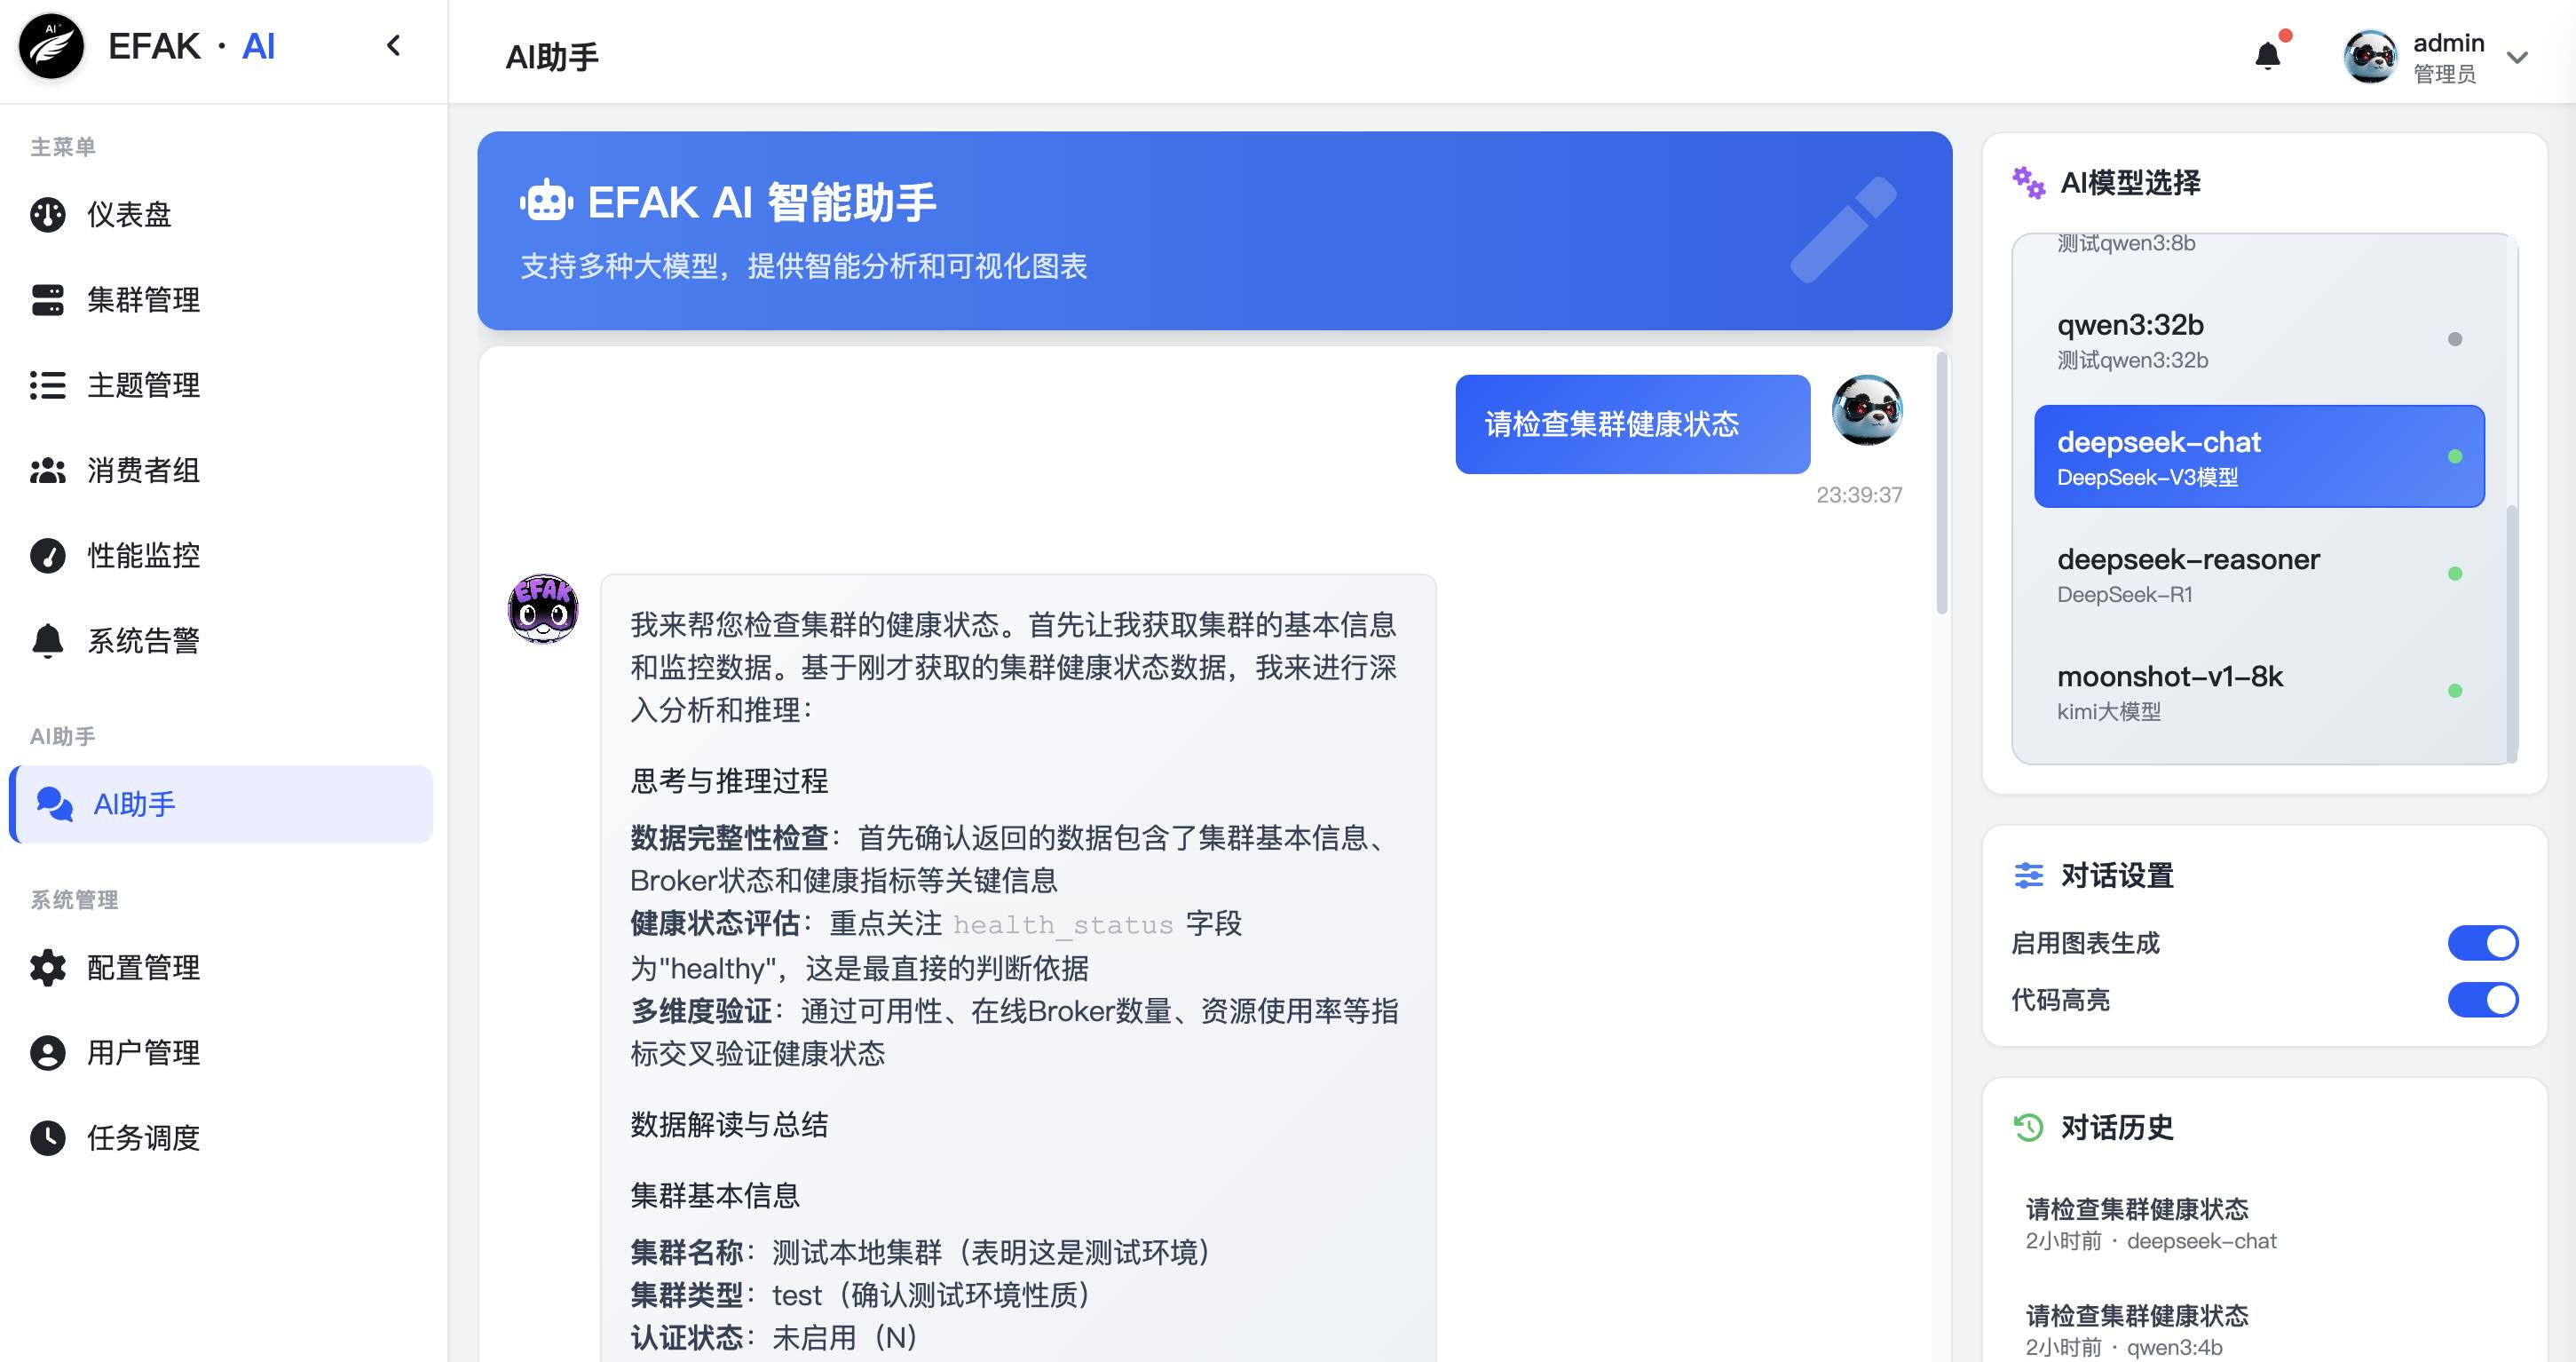 AI
EFAK · AI
主菜单
仪表盘
集群管理
主题管理
消费者组
性能监控
系统告警
AI助手
AI助手
系统管理
配置管理
用户管理
任务调度
AI助手
admin
管理员
EFAK AI 智能助手
支持多种大模型，提供智能分析和可视化图表
请检查集群健康状态
23:39:37
EFAK
我来帮您检查集群的健康状态。首先让我获取集群的基本信息
和监控数据。基于刚才获取的集群健康状态数据，我来进行深
入分析和推理：
思考与推理过程
数据完整性检查：首先确认返回的数据包含了集群基本信息、
Broker状态和健康指标等关键信息
健康状态评估：重点关注 health_status 字段
为"healthy"，这是最直接的判断依据
多维度验证：通过可用性、在线Broker数量、资源使用率等指
标交叉验证健康状态
数据解读与总结
集群基本信息
集群名称：测试本地集群（表明这是测试环境）
集群类型：test（确认测试环境性质）
认证状态：未启用（N）
AI模型选择
测试qwen3:8b
qwen3:32b
测试qwen3:32b
deepseek-chat
DeepSeek-V3模型
deepseek-reasoner
DeepSeek-R1
moonshot-v1-8k
kimi大模型
对话设置
启用图表生成
代码高亮
对话历史
请检查集群健康状态
2小时前 · deepseek-chat
请检查集群健康状态
2小时前 · qwen3:4b